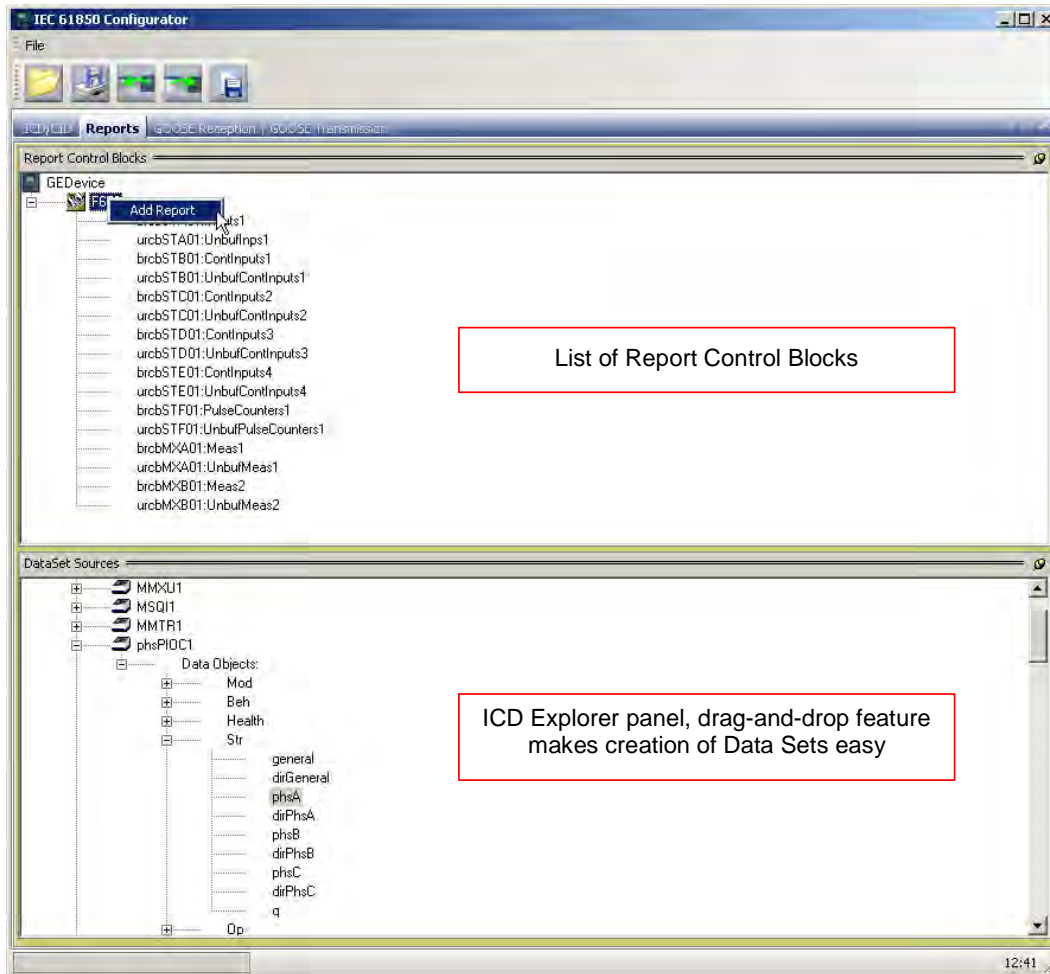 IEC 61850 Configurator
File
ICD/CID Reports GOOSE Reception GOOSE Transmission
Report Control Blocks
GEDevice
Add Report
urcbSTA01:UnbufInps1
brcbSTB01:ContInputs1
urcbSTB01:UnbufContInputs1
brcbSTC01:ContInputs2
urcbSTC01:UnbufContInputs2
brcbSTD01:ContInputs3
urcbSTD01:UnbufContInputs3
brcbSTE01:ContInputs4
urcbSTE01:UnbufContInputs4
brcbSTF01:PulseCounters1
urcbSTF01:UnbufPulseCounters1
brcbMXA01:Meas1
urcbMXA01:UnbufMeas1
brcbMXB01:Meas2
urcbMXB01:UnbufMeas2
List of Report Control Blocks
DataSet Sources
MMXU1
MSQI1
MMTR1
phsPIOC1
Data Objects:
Mod
Beh
Health
Str
general
dirGeneral
phsA
dirPhsA
phsB
dirPhsB
phsC
dirPhsC
q
Op
ICD Explorer panel, drag-and-drop feature
makes creation of Data Sets easy
12:41